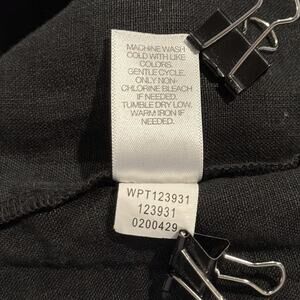 MACHINE WASH
COLD WITH LIKE
COLORS.
GENTLE CYCLE.
ONLY NON-
CHLORINE BLEACH
IF NEEDED.
TUMBLE DRY LOW.
WARM IRON IF
NEEDED.
WPT123931
123931
0200429